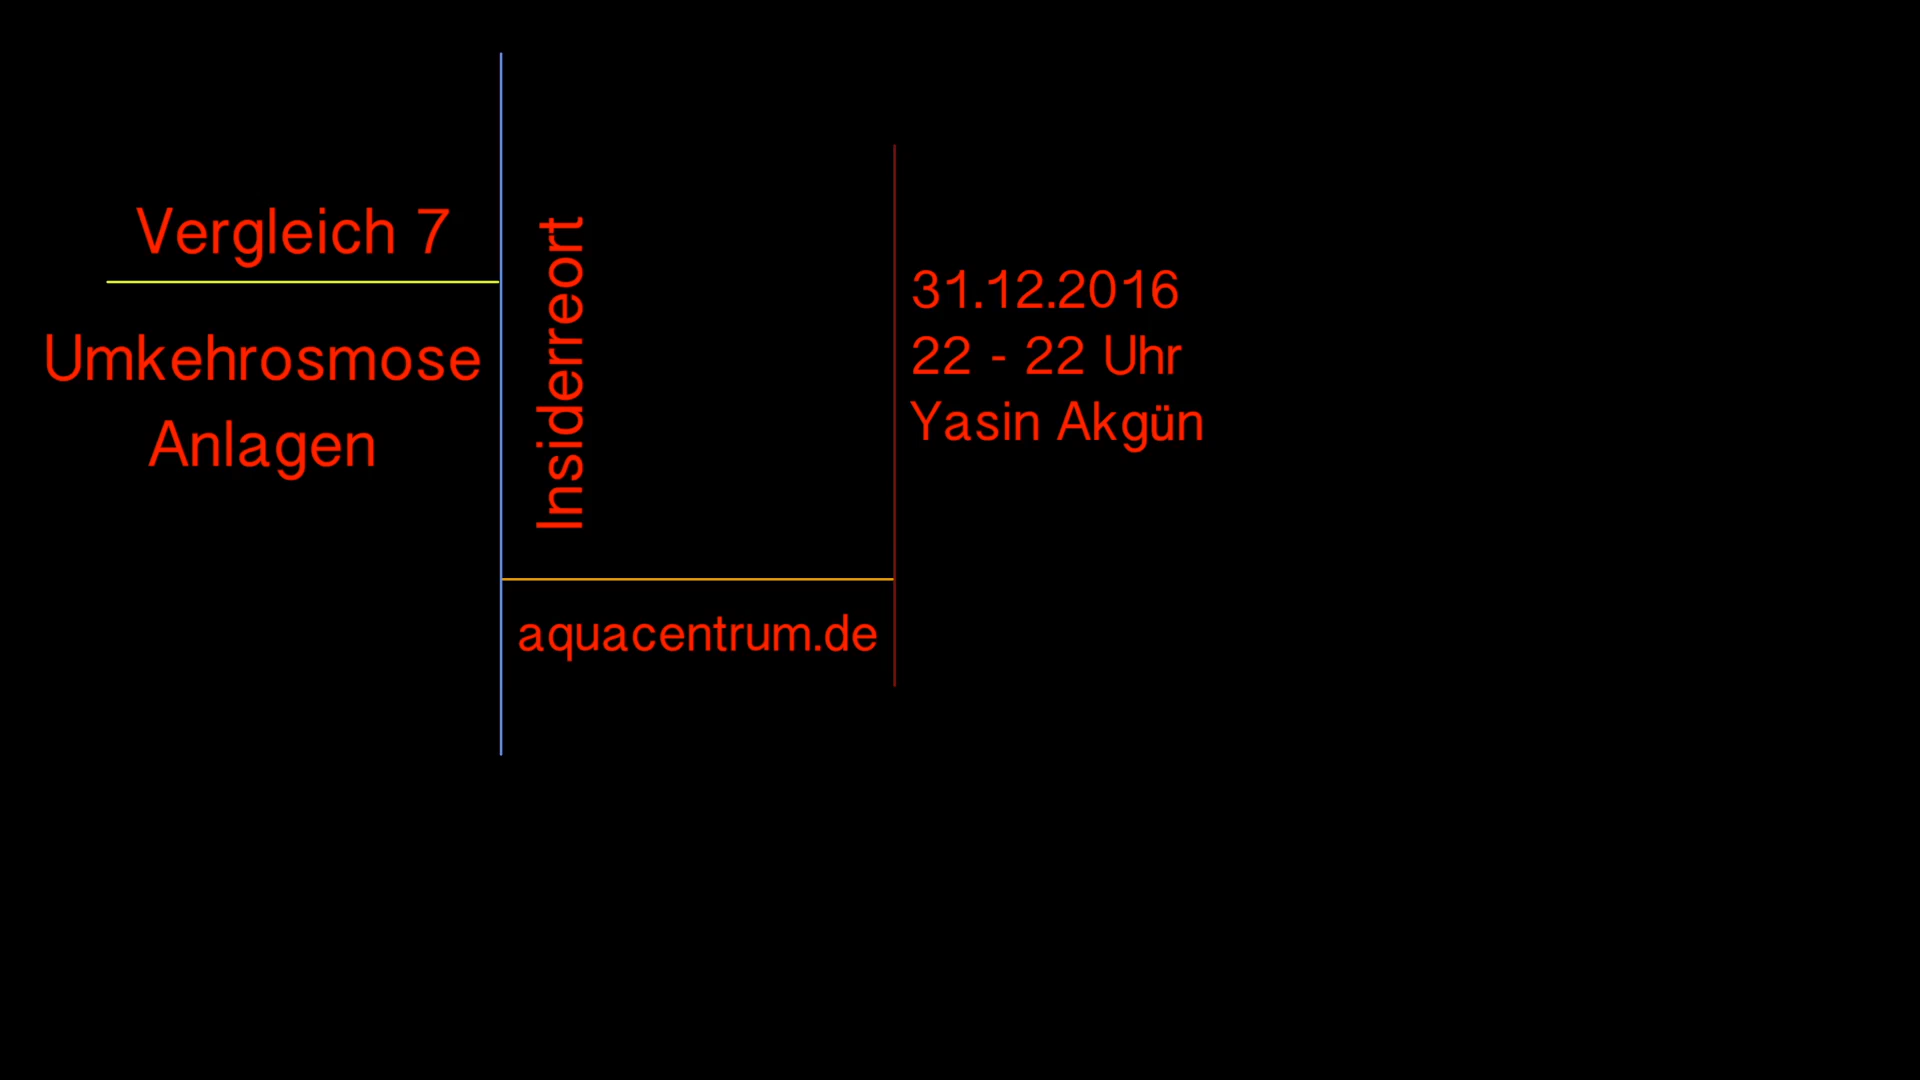 Vergleich 7
Umkehrosmose
Anlagen
Insiderreort
aquacentrum.de
31.12.2016
22 - 22 Uhr
Yasin Akgün